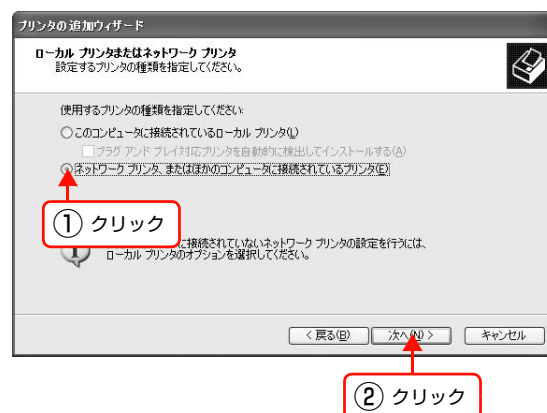 プリンタの追加ウィザード
ローカル プリンタまたはネットワーク プリンタ
設定するプリンタの種類を指定してください。
使用するプリンタの種類を指定してください:
このコンピュータに接続されているローカル プリンタ(L)
プラグ アンド プレイ対応プリンタを自動的に検出してインストールする(A)
ネットワーク プリンタ、またはほかのコンピュータに接続されているプリンタ(E)
① クリック
に接続されていないネットワーク プリンタの設定を行うには、
ローカル プリンタのオプションを選択してください。
< 戻る(B) 次へ(N) > キャンセル
② クリック